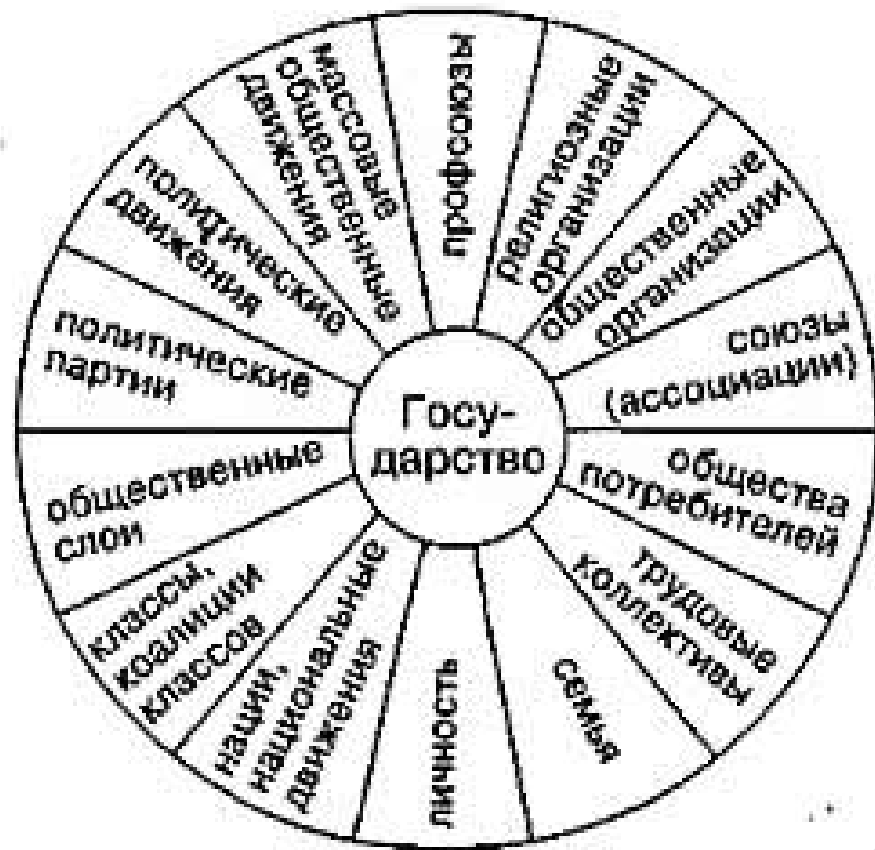 Госу-
дарство
профсоюзы
религиозные
организации
общественные
организации
союзы
(ассоциации)
общества
потребителей
трудовые
коллективы
семья
личность
нации,
национальные
движения
классы,
коалиции
классов
общественные
слои
политические
партии
политические
движения
массовые
общественные
движения